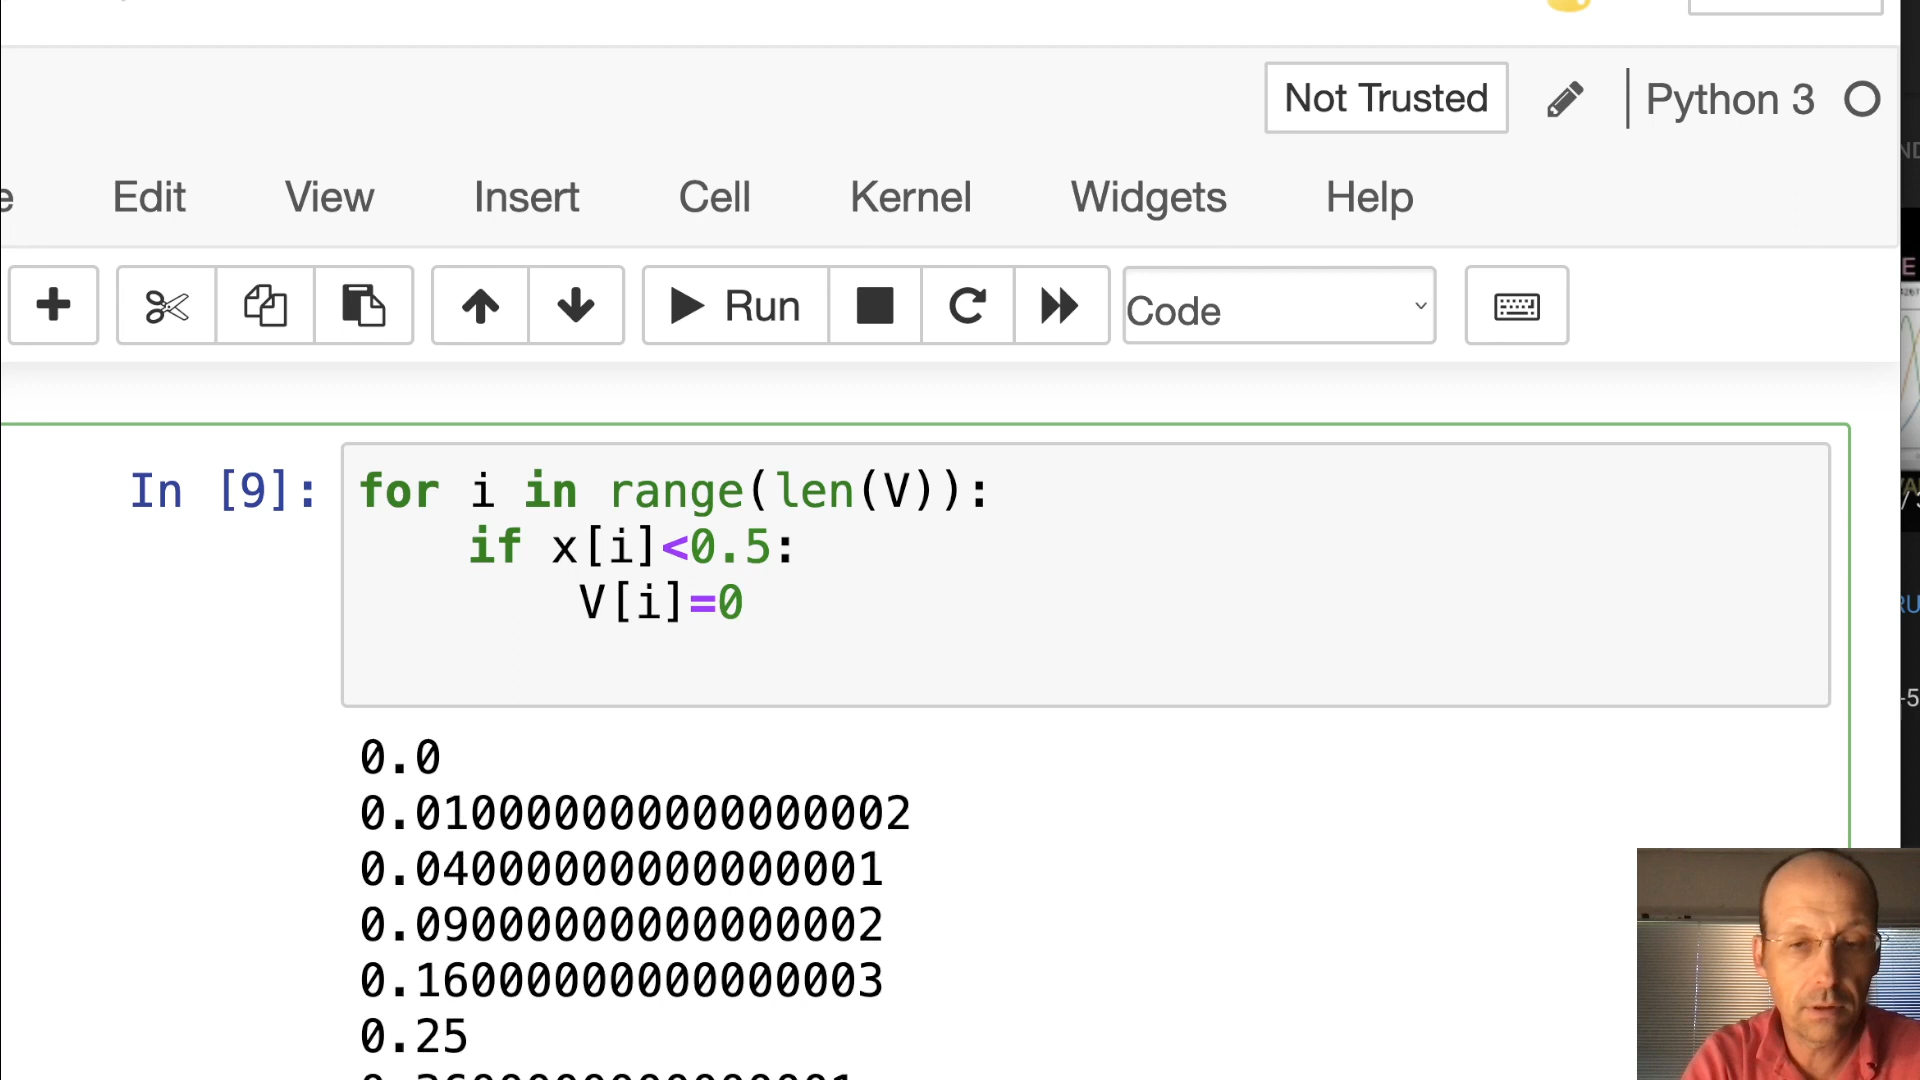 Not Trusted
Python 3
Edit View Insert Cell Kernel Widgets Help
Run
Code
In [9]:
for i in range(len(V)):
    if x[i]<0.5:
        V[i]=0
0.0
0.010000000000000002
0.04000000000000001
0.09000000000000002
0.16000000000000003
0.25